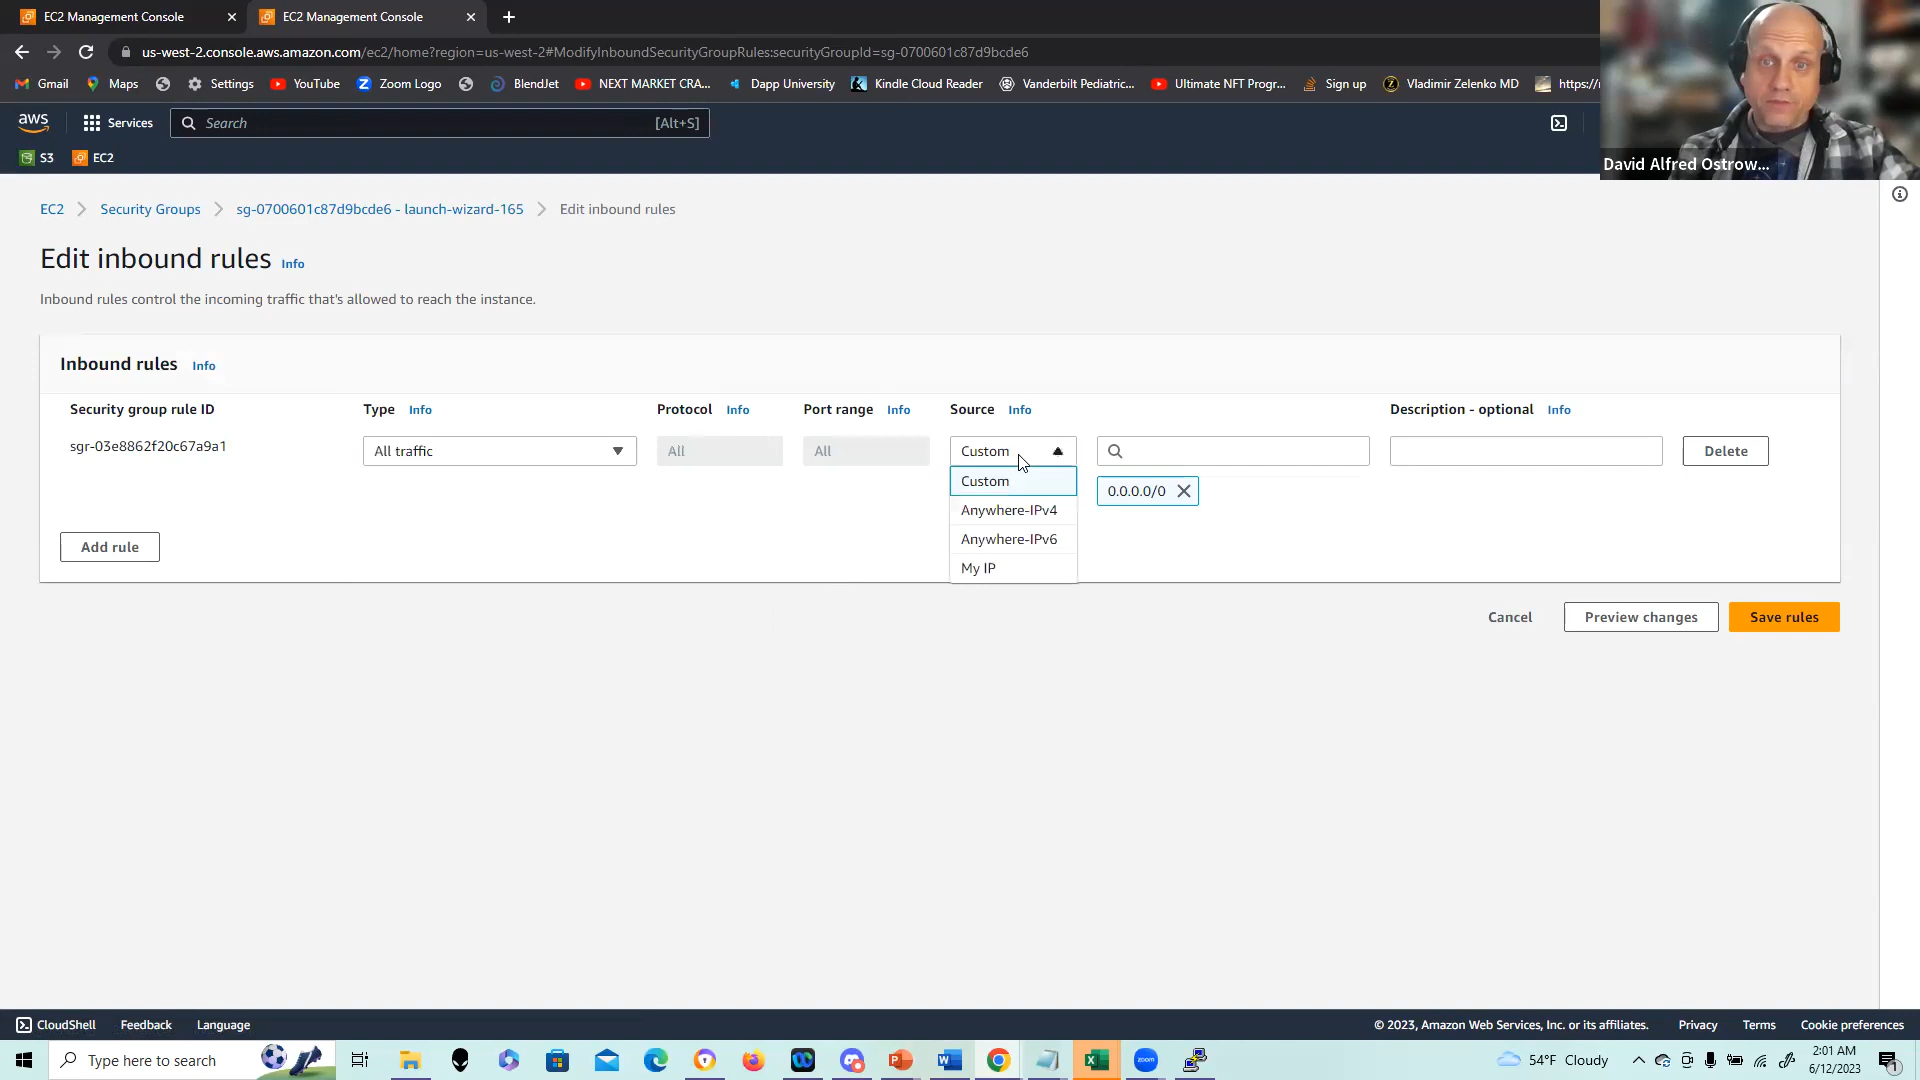 EC2 Management Console
EC2 Management Console
us-west-2.console.aws.amazon.com/ec2/home?region=us-west-2#ModifyInboundSecurityGroupRules:securityGroupId=sg-0700601c87d9bcde6
Gmail Maps Settings YouTube Zoom Logo BlendJet NEXT MARKET CRA... Dapp University Kindle Cloud Reader Vanderbilt Pediatric... Ultimate NFT Progr... Sign up Vladimir Zelenko MD https://
David Alfred Ostrow...
aws Services Search [Alt+S]
S3 EC2
EC2 Security Groups sg-0700601c87d9bcde6 - launch-wizard-165 Edit inbound rules
Edit inbound rules Info
Inbound rules control the incoming traffic that's allowed to reach the instance.
Inbound rules Info
Security group rule ID Type Info Protocol Info Port range Info Source Info Description - optional Info
sgr-03e8862f20c67a9a1 All traffic All All Custom Delete
Custom 0.0.0.0/0
Anywhere-IPv4
Anywhere-IPv6
My IP
Add rule
Cancel Preview changes Save rules
CloudShell Feedback Language © 2023, Amazon Web Services, Inc. or its affiliates. Privacy Terms Cookie preferences
Type here to search 54°F Cloudy 2:01 AM
6/12/2023
zoom
1